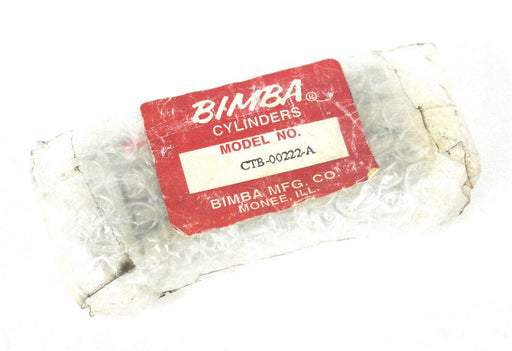 BIMBA®
CYLINDERS
MODEL NO.
CTB-00222-A
BIMBA MFG. CO.
MONEE, ILL.